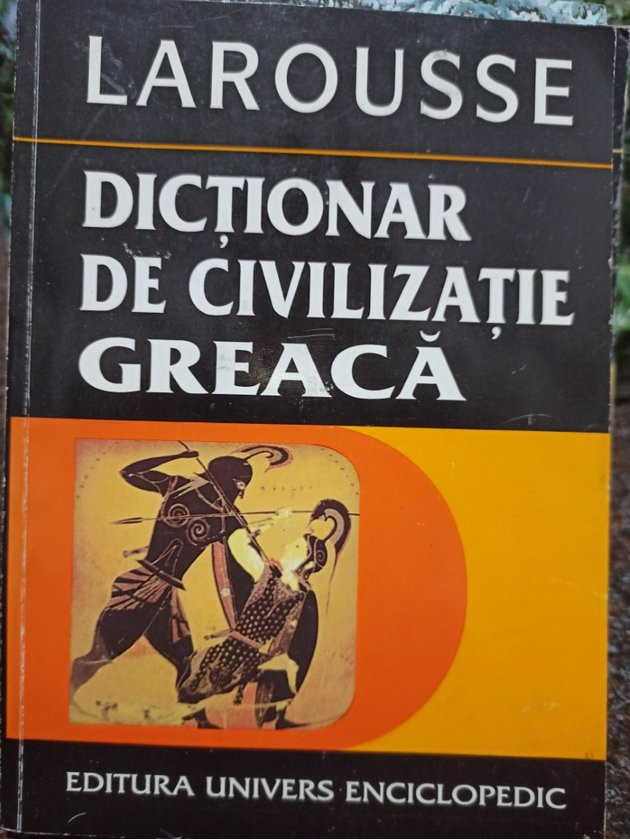 LAROUSSE
DICȚIONAR
DE CIVILIZAȚIE
GREACĂ
EDITURA UNIVERS ENCICLOPEDIC